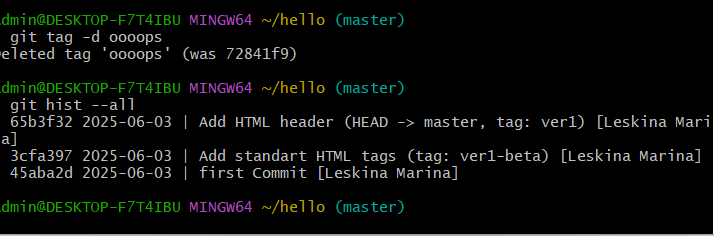 dmin@DESKTOP-F7T4IBU MINGW64 ~/hello (master)
git tag -d oooops
eleted tag 'oooops' (was 72841f9)
dmin@DESKTOP-F7T4IBU MINGW64 ~/hello (master)
git hist --all
65b3f32 2025-06-03 | Add HTML header (HEAD -> master, tag: ver1) [Leskina Mari
a]
3cfa397 2025-06-03 | Add standart HTML tags (tag: ver1-beta) [Leskina Marina]
45aba2d 2025-06-03 | first Commit [Leskina Marina]
dmin@DESKTOP-F7T4IBU MINGW64 ~/hello (master)